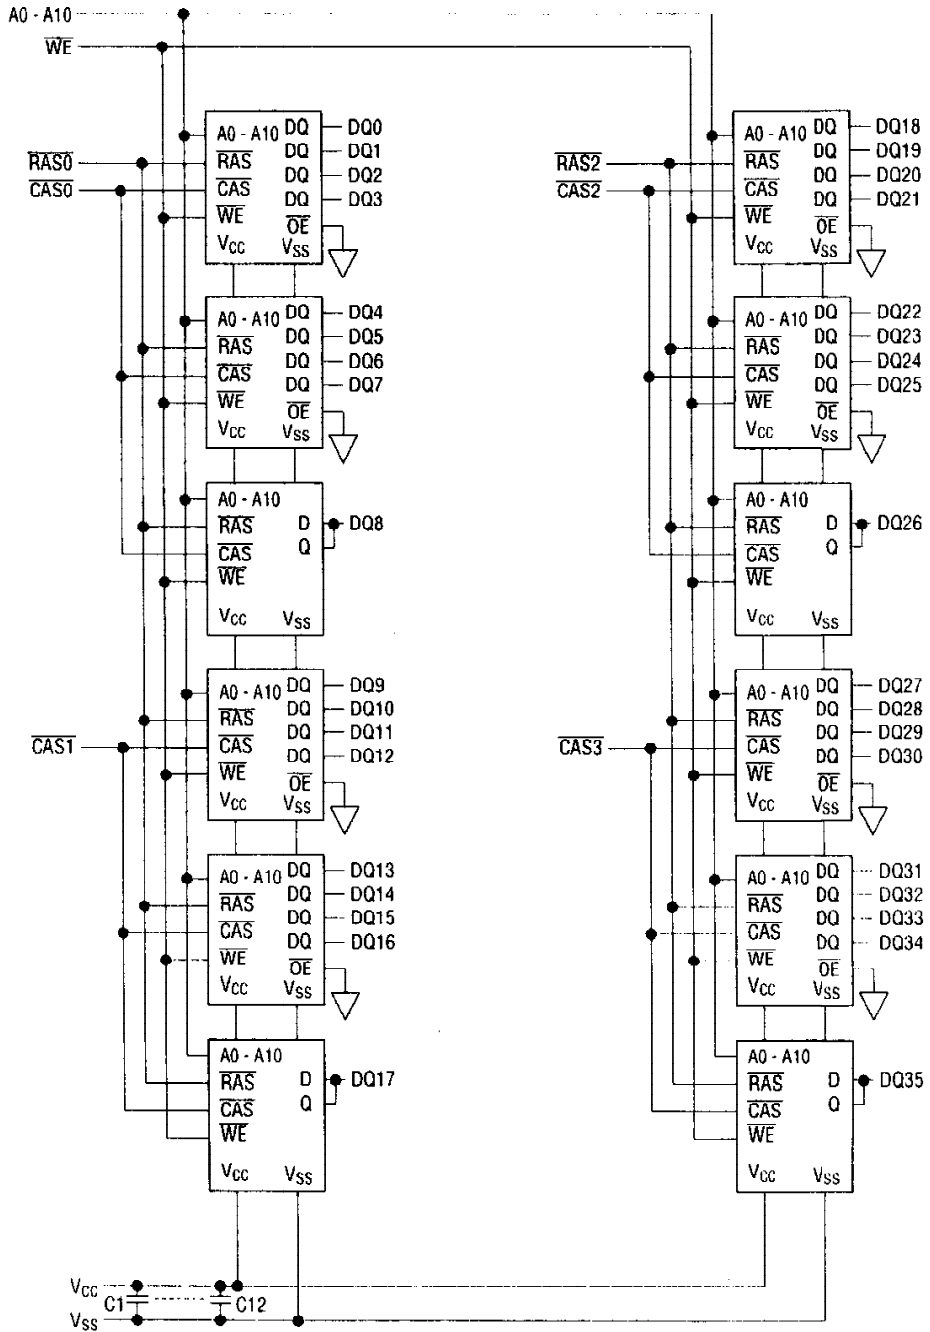 A0 - A10
WE
A0 - A10 DQ DQ0
RAS0 RAS DQ DQ1
CAS0 CAS DQ DQ2
DQ DQ3
WE OE
VCC VSS
A0 - A10 DQ DQ4
RAS DQ DQ5
CAS DQ DQ6
DQ DQ7
WE OE
VCC VSS
A0 - A10
RAS D DQ8
CAS Q
WE
VCC VSS
A0 - A10 DQ DQ9
RAS DQ DQ10
CAS1 CAS DQ DQ11
DQ DQ12
WE OE
VCC VSS
A0 - A10 DQ DQ13
RAS DQ DQ14
CAS DQ DQ15
DQ DQ16
WE OE
VCC VSS
A0 - A10
RAS D DQ17
CAS Q
WE
VCC VSS
A0 - A10 DQ DQ18
RAS2 RAS DQ DQ19
CAS2 CAS DQ DQ20
DQ DQ21
WE OE
VCC VSS
A0 - A10 DQ DQ22
RAS DQ DQ23
CAS DQ DQ24
DQ DQ25
WE OE
VCC VSS
A0 - A10
RAS D DQ26
CAS Q
WE
VCC VSS
A0 - A10 DQ DQ27
RAS DQ DQ28
CAS3 CAS DQ DQ29
DQ DQ30
WE OE
VCC VSS
A0 - A10 DQ DQ31
RAS DQ DQ32
CAS DQ DQ33
DQ DQ34
WE OE
VCC VSS
A0 - A10
RAS D DQ35
CAS Q
WE
VCC VSS
VCC
C1 C12
VSS